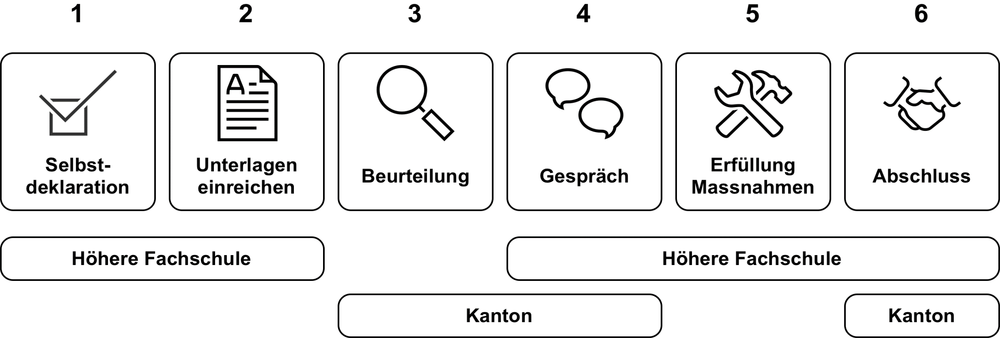 1
2
3
4
5
6
A-
Selbst-
deklaration
Unterlagen
einreichen
Beurteilung
Gespräch
Erfüllung
Massnahmen
Abschluss
Höhere Fachschule
Höhere Fachschule
Kanton
Kanton